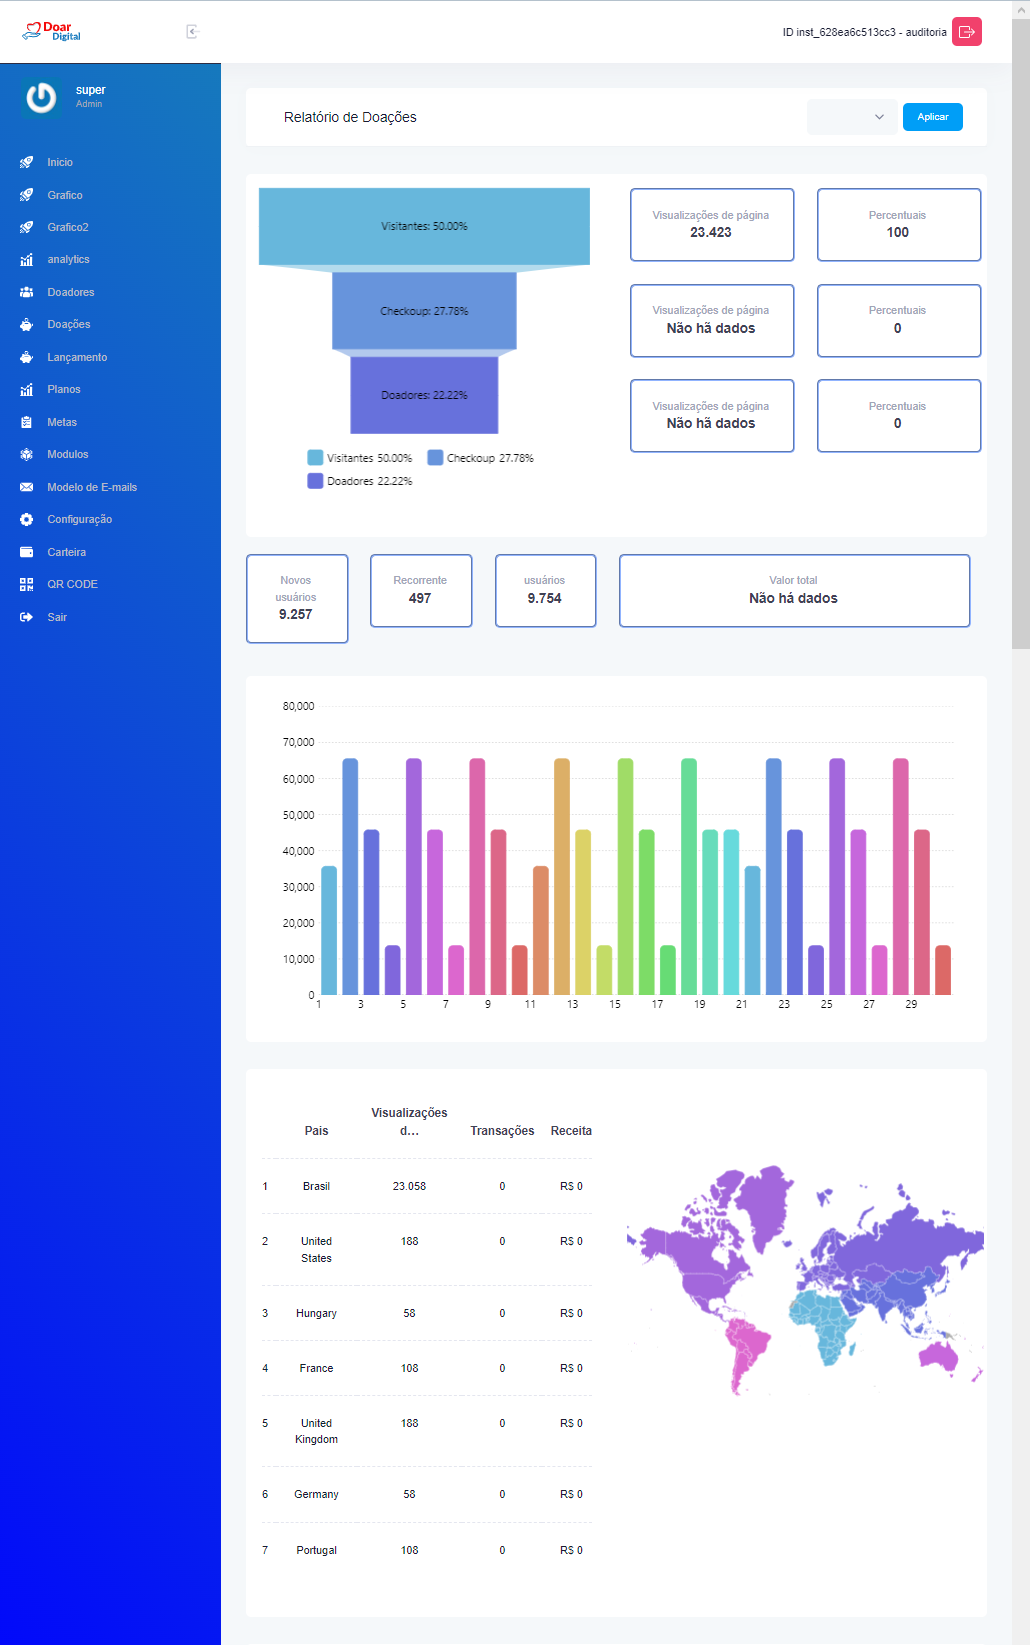 Doar
Digital
ID inst_628ea6c513cc3 - auditoria
super
Admin
Inicio
Grafico
Grafico2
analytics
Doadores
Doações
Lançamento
Planos
Metas
Modulos
Modelo de E-mails
Configuração
Carteira
QR CODE
Sair
Relatório de Doações
Aplicar
Visitantes: 50.00%
Checkoup: 27.78%
Doadores: 22.22%
Visitantes 50.00% Checkoup 27.78%
Doadores 22.22%
Visualizações de página
23.423
Percentuais
100
Visualizações de página
Não há dados
Percentuais
0
Visualizações de página
Não há dados
Percentuais
0
Novos
usuários
9.257
Recorrente
497
usuários
9.754
Valor total
Não há dados
80,000
70,000
60,000
50,000
40,000
30,000
20,000
10,000
0
1 3 5 7 9 11 13 15 17 19 21 23 25 27 29
Visualizações
Pais d... Transações Receita
1 Brasil 23.058 0 R$ 0
2 United 188 0 R$ 0
States
3 Hungary 58 0 R$ 0
4 France 108 0 R$ 0
5 United 188 0 R$ 0
Kingdom
6 Germany 58 0 R$ 0
7 Portugal 108 0 R$ 0